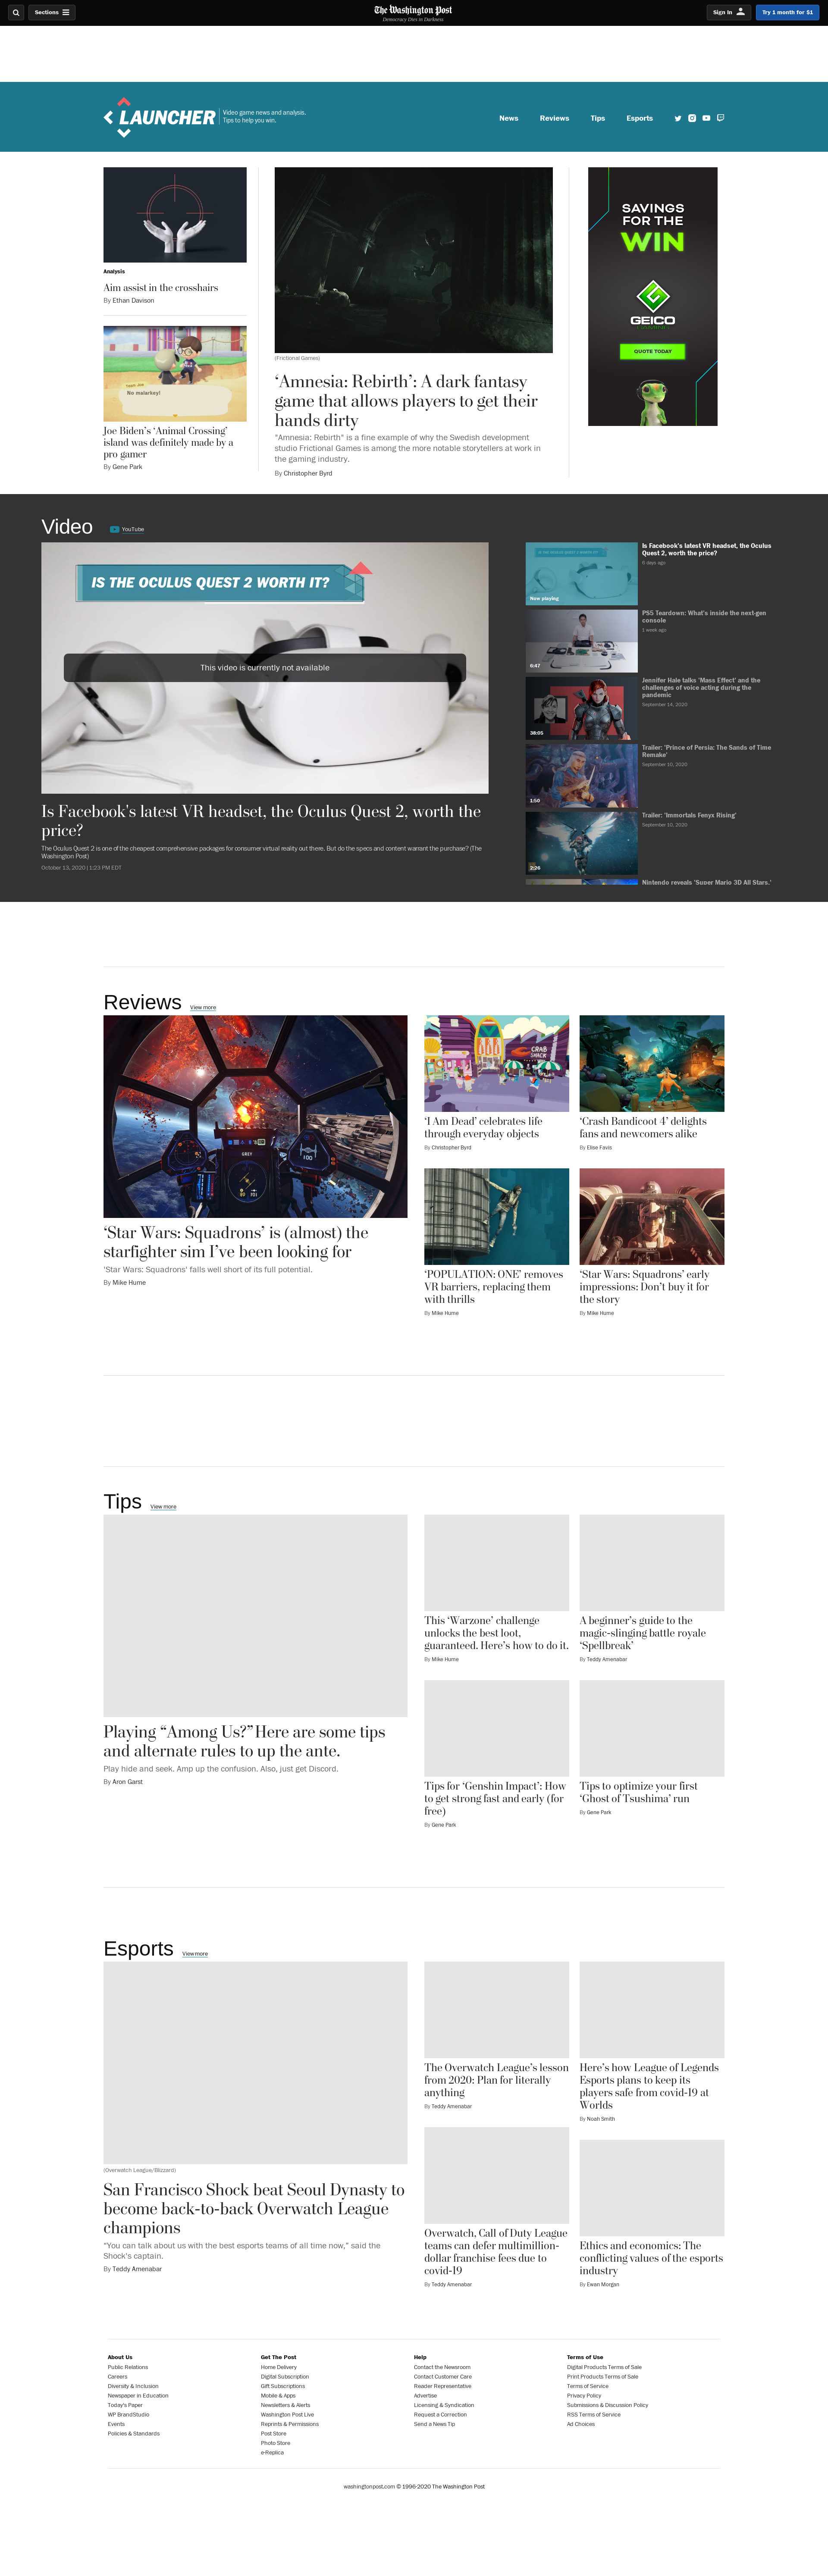 Sections
The Washington Post
Democracy Dies in Darkness
Sign In
Try 1 month for $1
LAUNCHER
Video game news and analysis.
Tips to help you win.
News
Reviews
Tips
Esports
Analysis
Aim assist in the crosshairs
By Ethan Davison
No malarkey!
Joe Biden's 'Animal Crossing'
island was definitely made by a
pro gamer
By Gene Park
(Frictional Games)
‘Amnesia: Rebirth’: A dark fantasy
game that allows players to get their
hands dirty
"Amnesia: Rebirth" is a fine example of why the Swedish development
studio Frictional Games is among the more notable storytellers at work in
the gaming industry.
By Christopher Byrd
SAVINGS
FOR THE
WIN
GEICO
QUOTE TODAY
Video
YouTube
IS THE OCULUS QUEST 2 WORTH IT?
This video is currently not available
Is Facebook's latest VR headset, the Oculus Quest 2, worth the
price?
The Oculus Quest 2 is one of the cheapest comprehensive packages for consumer virtual reality out there. But do the specs and content warrant the purchase? (The
Washington Post)
October 13, 2020 | 1:23 PM EDT
Now playing
Is Facebook's latest VR headset, the Oculus
Quest 2, worth the price?
6 days ago
6:47
PS5 Teardown: What's inside the next-gen
console
1 week ago
38:05
Jennifer Hale talks 'Mass Effect' and the
challenges of voice acting during the
pandemic
September 14, 2020
1:50
Trailer: 'Prince of Persia: The Sands of Time
Remake'
September 10, 2020
2:26
Trailer: 'Immortals Fenyx Rising'
September 10, 2020
Nintendo reveals 'Super Mario 3D All Stars,'
Reviews
View more
‘Star Wars: Squadrons’ is (almost) the
starfighter sim I’ve been looking for
'Star Wars: Squadrons' falls well short of its full potential.
By Mike Hume
CRAB
SHACK
‘I Am Dead’ celebrates life
through everyday objects
By Christopher Byrd
‘Crash Bandicoot 4’ delights
fans and newcomers alike
By Elise Favis
‘POPULATION: ONE’ removes
VR barriers, replacing them
with thrills
By Mike Hume
‘Star Wars: Squadrons’ early
impressions: Don’t buy it for
the story
By Mike Hume
Tips
View more
Playing “Among Us?” Here are some tips
and alternate rules to up the ante.
Play hide and seek. Amp up the confusion. Also, just get Discord.
By Aron Garst
This ‘Warzone’ challenge
unlocks the best loot,
guaranteed. Here’s how to do it.
By Mike Hume
A beginner’s guide to the
magic-slinging battle royale
‘Spellbreak’
By Teddy Amenabar
Tips for ‘Genshin Impact’: How
to get strong fast and early (for
free)
By Gene Park
Tips to optimize your first
‘Ghost of Tsushima’ run
By Gene Park
Esports
View more
(Overwatch League/Blizzard)
San Francisco Shock beat Seoul Dynasty to
become back-to-back Overwatch League
champions
"You can talk about us with the best esports teams of all time now," said the
Shock's captain.
By Teddy Amenabar
The Overwatch League’s lesson
from 2020: Plan for literally
anything
By Teddy Amenabar
Here’s how League of Legends
Esports plans to keep its
players safe from covid-19 at
Worlds
By Noah Smith
Overwatch, Call of Duty League
teams can defer multimillion-
dollar franchise fees due to
covid-19
By Teddy Amenabar
Ethics and economics: The
conflicting values of the esports
industry
By Ewan Morgan
About Us
Public Relations
Careers
Diversity & Inclusion
Newspaper in Education
Today's Paper
WP BrandStudio
Events
Policies & Standards
Get The Post
Home Delivery
Digital Subscription
Gift Subscriptions
Mobile & Apps
Newsletters & Alerts
Washington Post Live
Reprints & Permissions
Post Store
Photo Store
e-Replica
Help
Contact the Newsroom
Contact Customer Care
Reader Representative
Advertise
Licensing & Syndication
Request a Correction
Send a News Tip
Terms of Use
Digital Products Terms of Sale
Print Products Terms of Sale
Terms of Service
Privacy Policy
Submissions & Discussion Policy
RSS Terms of Service
Ad Choices
washingtonpost.com © 1996-2020 The Washington Post